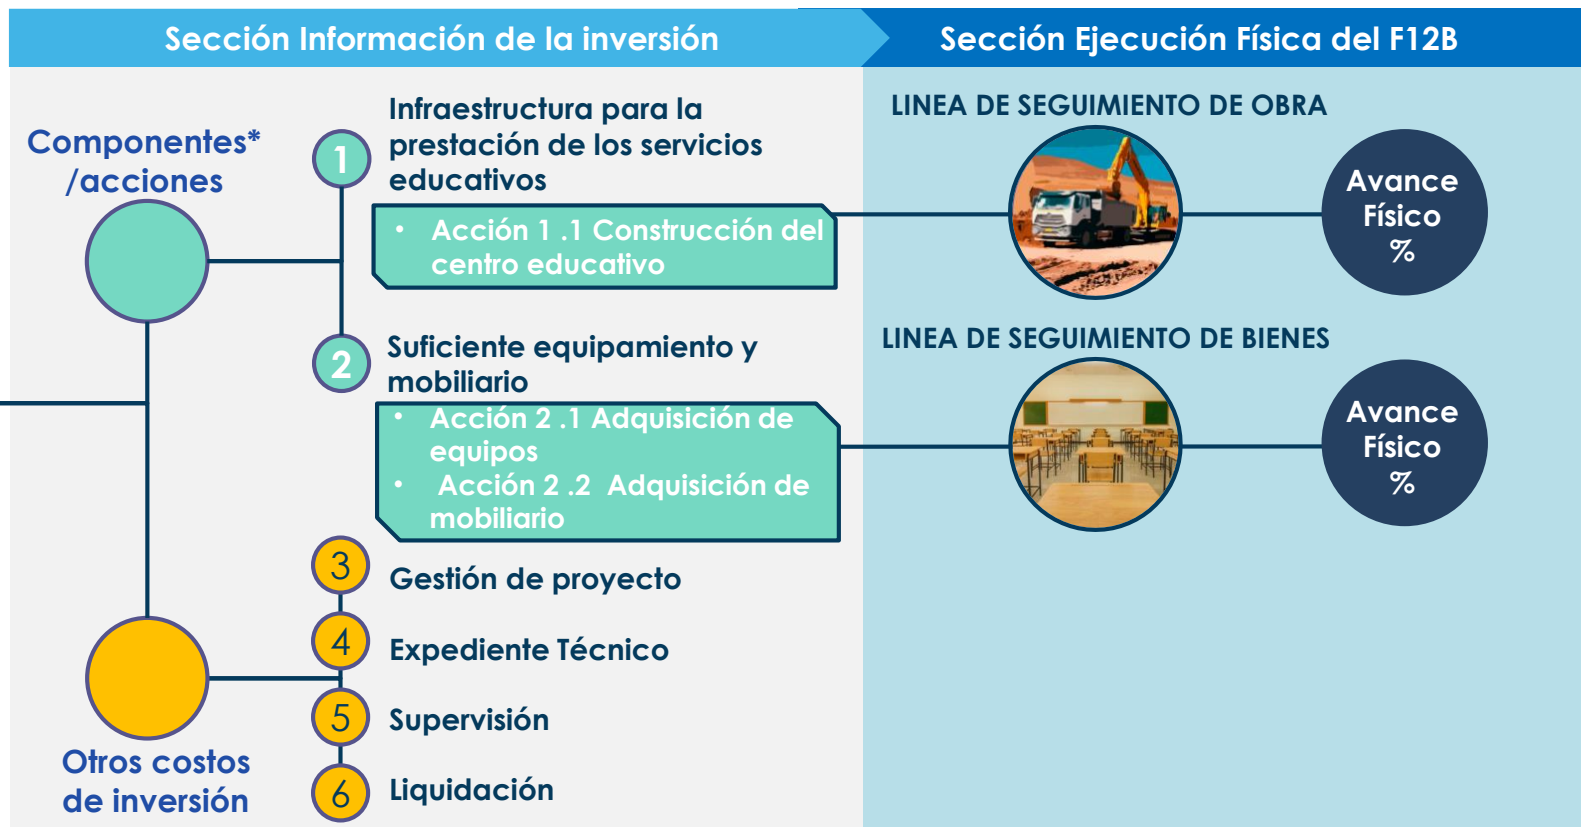 Sección Información de la inversión
Sección Ejecución Física del F12B
Componentes*
/acciones
1
Infraestructura para la
prestación de los servicios
educativos
• Acción 1 .1 Construcción del
centro educativo
LINEA DE SEGUIMIENTO DE OBRA
Avance
Físico
%
2
Suficiente equipamiento y
mobiliario
• Acción 2 .1 Adquisición de
equipos
• Acción 2 .2 Adquisición de
mobiliario
LINEA DE SEGUIMIENTO DE BIENES
Avance
Físico
%
Otros costos
de inversión
3
Gestión de proyecto
4
Expediente Técnico
5
Supervisión
6
Liquidación